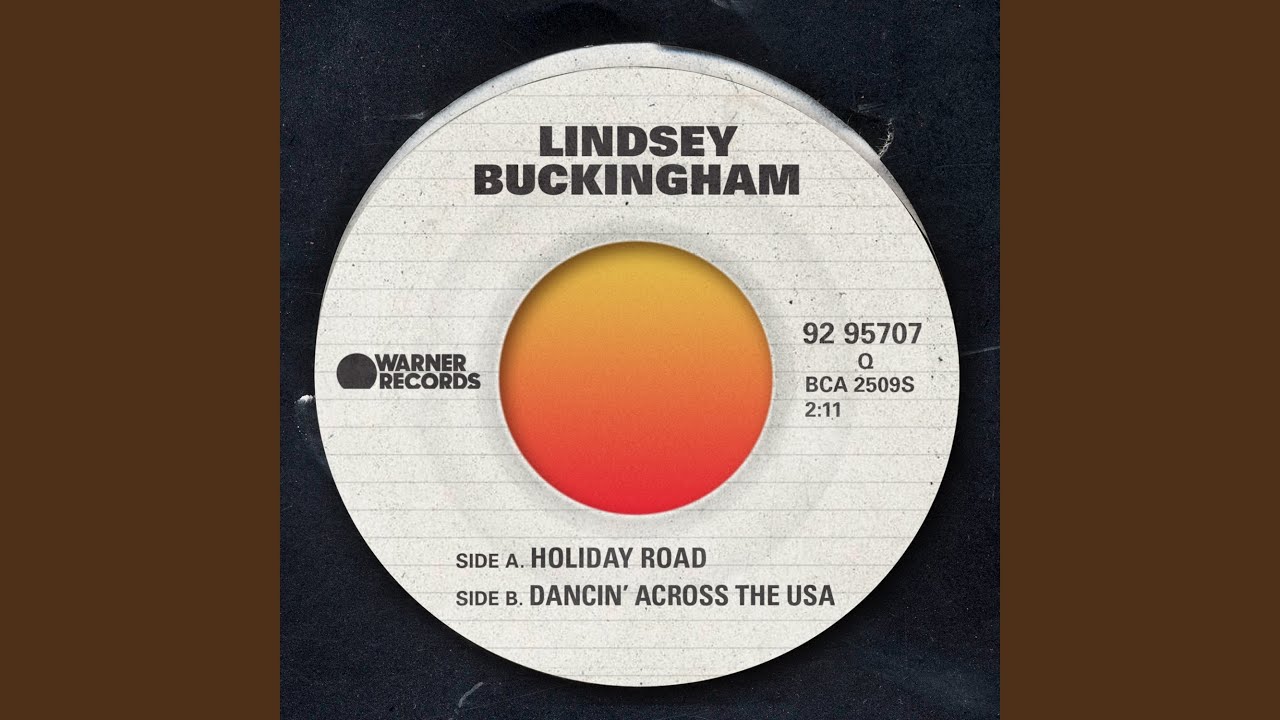 LINDSEY
BUCKINGHAM
WARNER
RECORDS
92 95707
Q
BCA 2509S
2:11
SIDE A. HOLIDAY ROAD
SIDE B. DANCIN' ACROSS THE USA